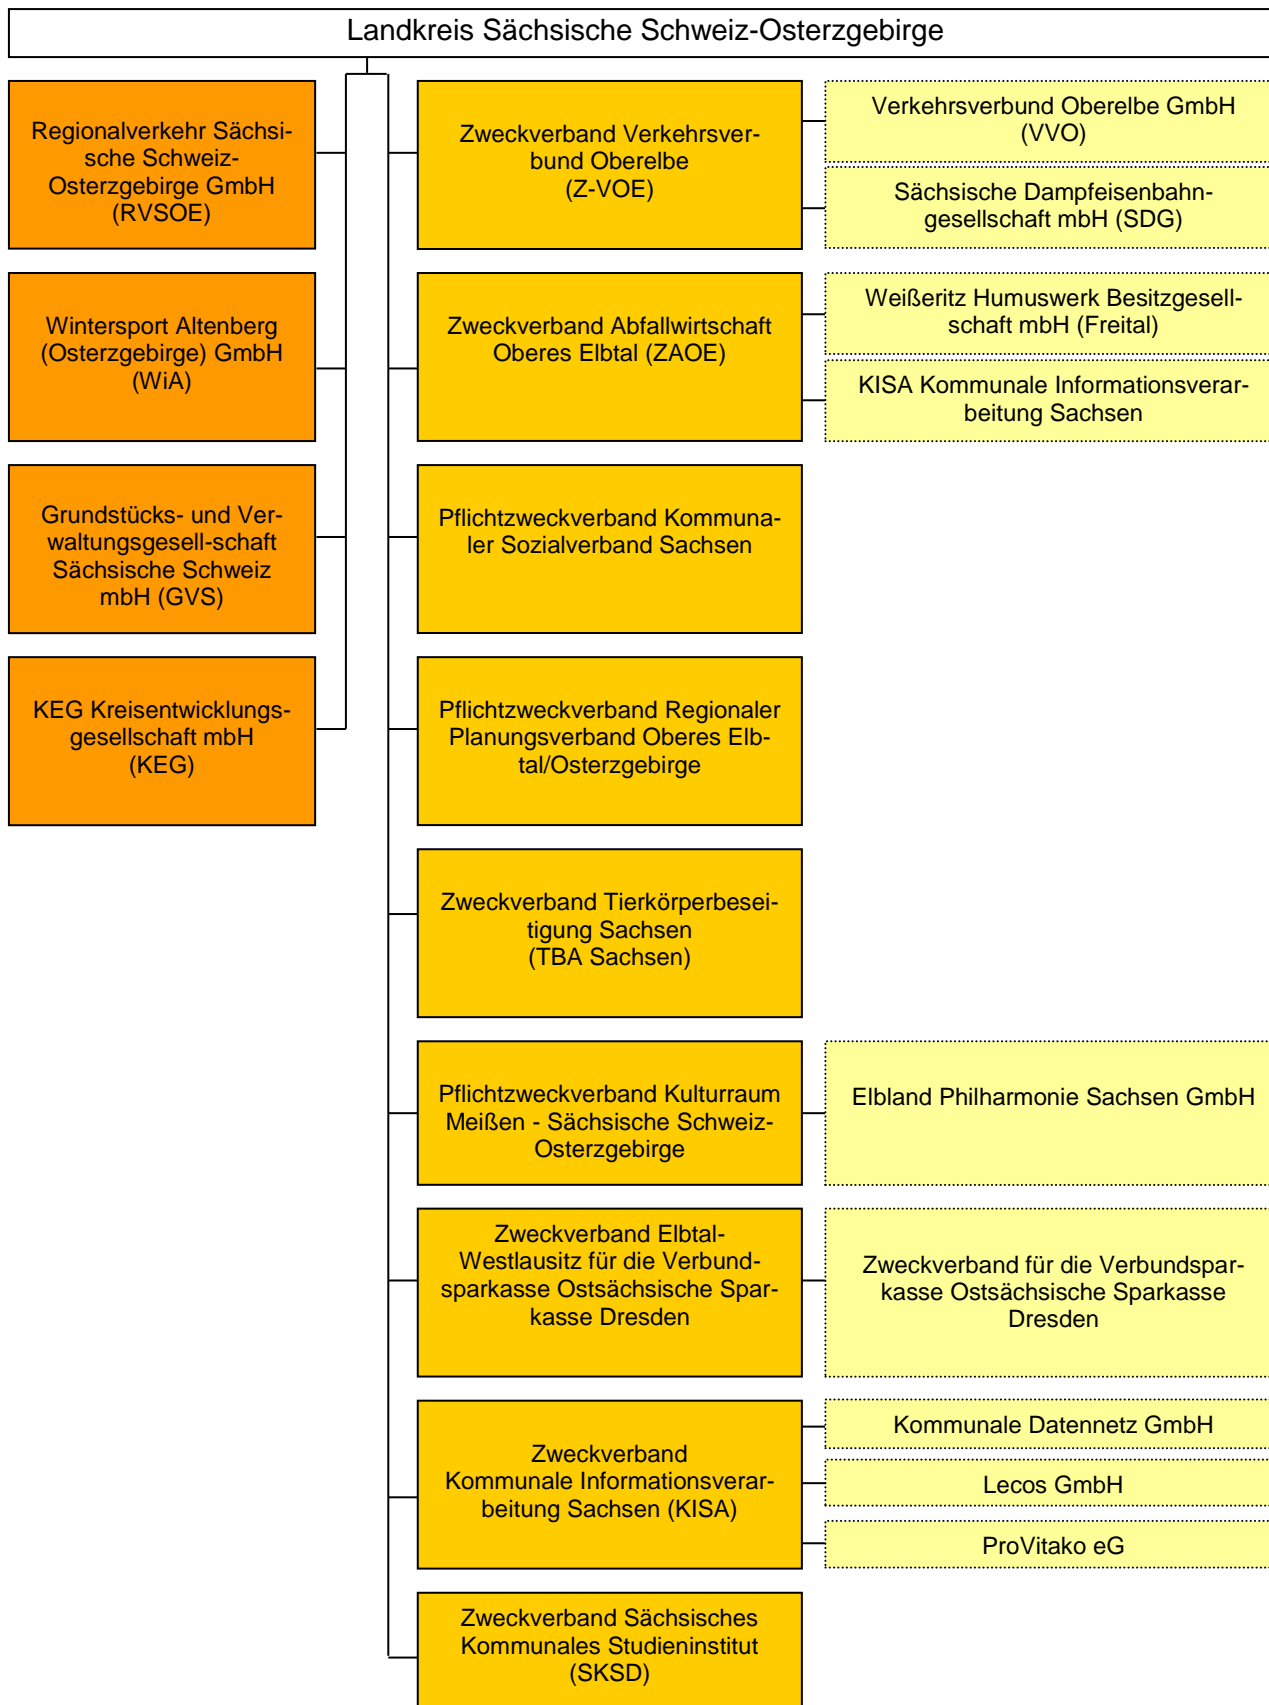 Landkreis Sächsische Schweiz-Osterzgebirge
Regionalverkehr Sächsi-
sche Schweiz-
Osterzgebirge GmbH
(RVSOE)
Wintersport Altenberg
(Osterzgebirge) GmbH
(WiA)
Grundstücks- und Ver-
waltungsgesell-schaft
Sächsische Schweiz
mbH (GVS)
KEG Kreisentwicklungs-
gesellschaft mbH
(KEG)
Zweckverband Verkehrsver-
bund Oberelbe
(Z-VOE)
Verkehrsverbund Oberelbe GmbH
(VVO)
Sächsische Dampfeisenbahn-
gesellschaft mbH (SDG)
Zweckverband Abfallwirtschaft
Oberes Elbtal (ZAOE)
Weißeritz Humuswerk Besitzgesell-
schaft mbH (Freital)
KISA Kommunale Informationsverar-
beitung Sachsen
Pflichtzweckverband Kommuna-
ler Sozialverband Sachsen
Pflichtzweckverband Regionaler
Planungsverband Oberes Elb-
tal/Osterzgebirge
Zweckverband Tierkörperbesei-
tigung Sachsen
(TBA Sachsen)
Pflichtzweckverband Kulturraum
Meißen - Sächsische Schweiz-
Osterzgebirge
Elbland Philharmonie Sachsen GmbH
Zweckverband Elbtal-
Westlausitz für die Verbund-
sparkasse Ostsächsische Spar-
kasse Dresden
Zweckverband für die Verbundspar-
kasse Ostsächsische Sparkasse
Dresden
Zweckverband
Kommunale Informationsverar-
beitung Sachsen (KISA)
Kommunale Datennetz GmbH
Lecos GmbH
ProVitako eG
Zweckverband Sächsisches
Kommunales Studieninstitut
(SKSD)